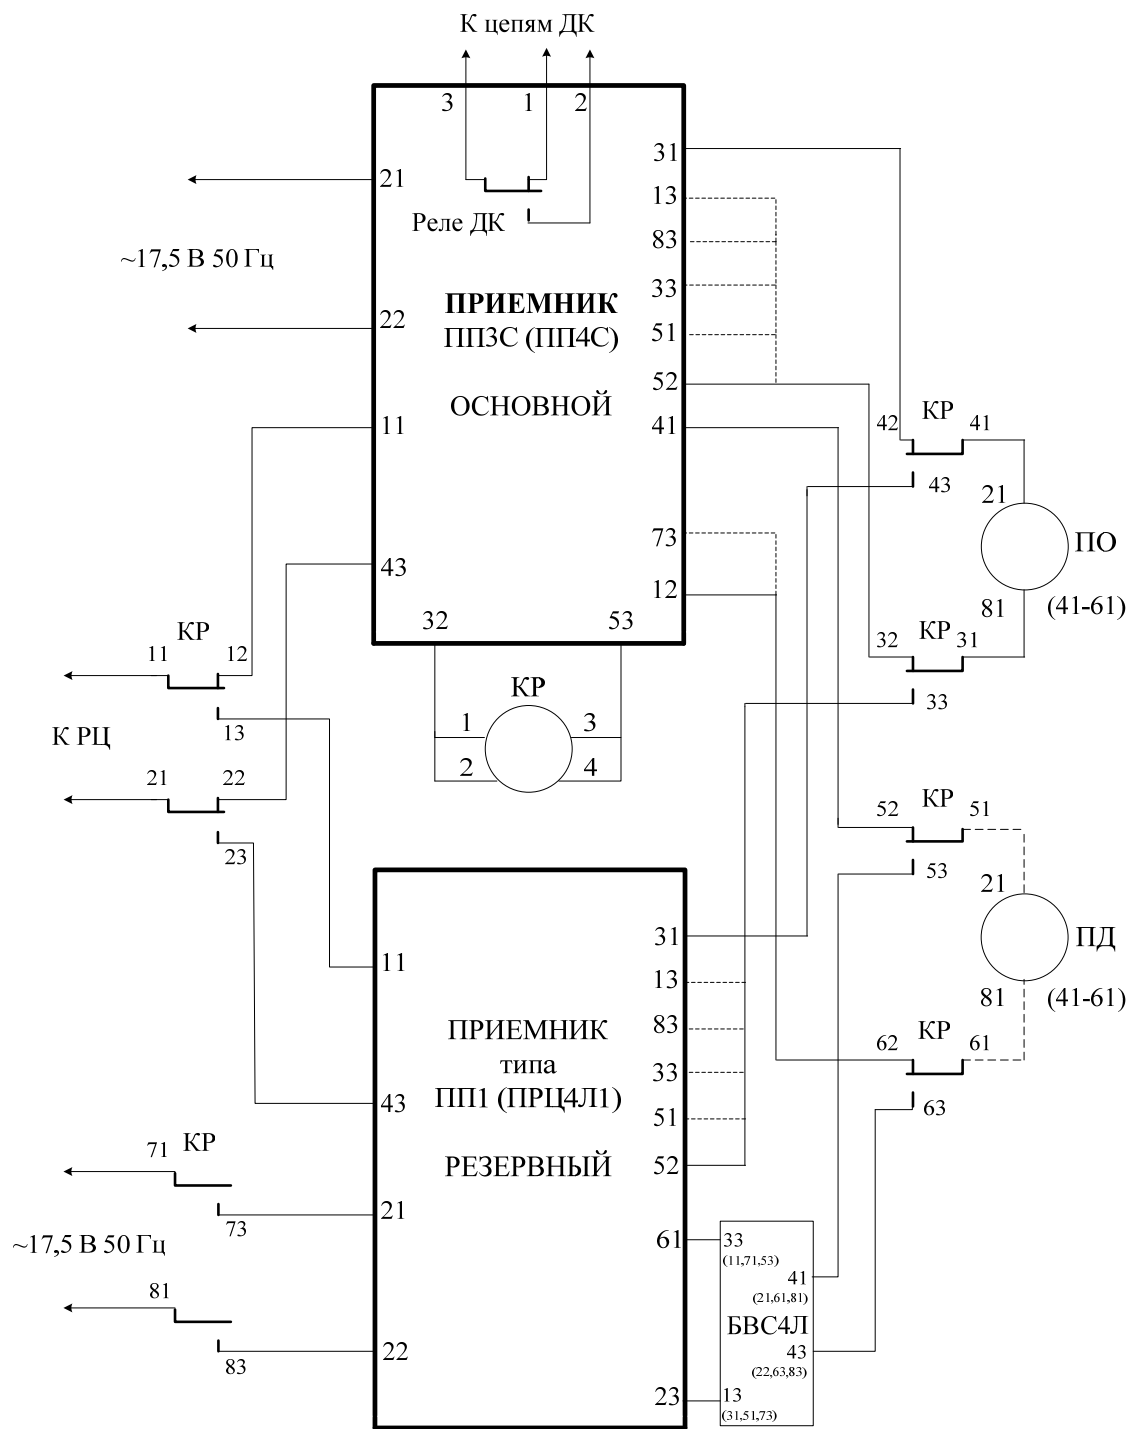 К цепям ДК
3 1 2
21
Реле ДК
~17,5 В 50 Гц
22
ПРИЕМНИК
ПП3С (ПП4С)
ОСНОВНОЙ
11
43
32 53
31
13
83
33
51
52
41
73
12
КР
1 3
2 4
КР
11 12
13
К РЦ
21 22
23
КР
42 41
43
21
ПО
81 (41-61)
КР
32 31
33
КР
52 51
53
21
ПД
81 (41-61)
КР
62 61
63
11
43
ПРИЕМНИК
типа
ПП1 (ПРЦ4Л1)
РЕЗЕРВНЫЙ
31
13
83
33
51
52
61
23
КР
71
73
21
~17,5 В 50 Гц
81
83
22
33
(11,71,53)
41
(21,61,81)
БВС4Л
43
(22,63,83)
13
(31,51,73)